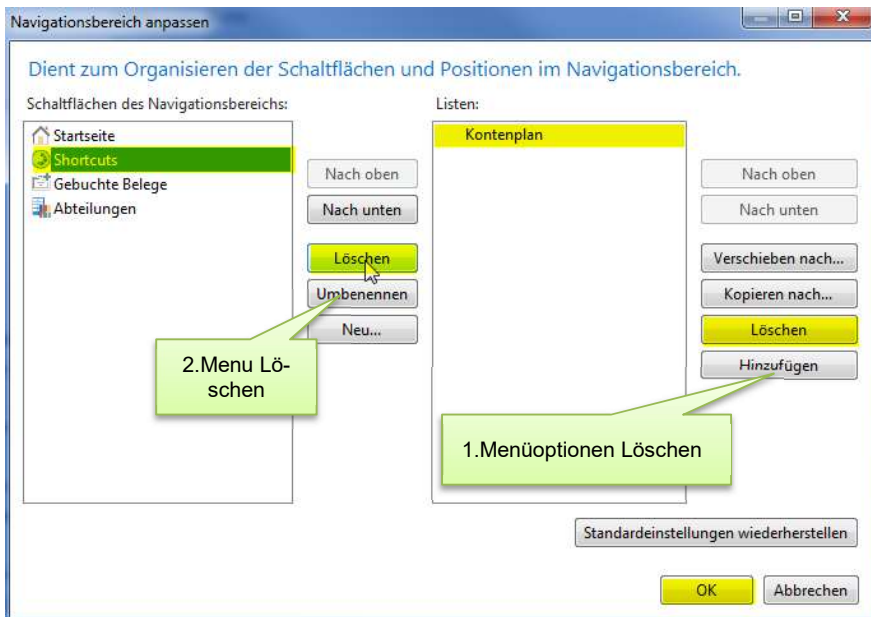 Navigationsbereich anpassen
Dient zum Organisieren der Schaltflächen und Positionen im Navigationsbereich.
Schaltflächen des Navigationsbereichs:
Startseite
Shortcuts
Gebuchte Belege
Abteilungen
Nach oben
Nach unten
Löschen
Umbenennen
Neu...
2.Menu Lö-
schen
Listen:
Kontenplan
Nach oben
Nach unten
Verschieben nach...
Kopieren nach...
Löschen
Hinzufügen
1.Menüoptionen Löschen
Standardeinstellungen wiederherstellen
OK
Abbrechen